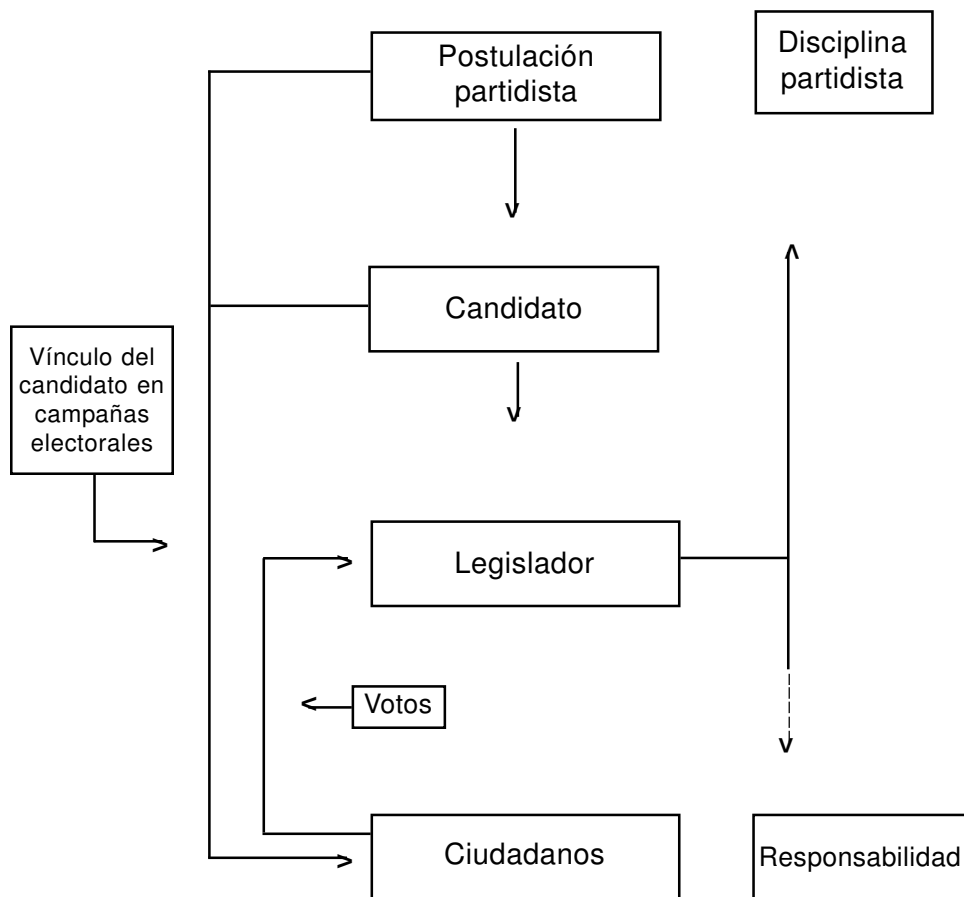 Postulación
partidista
Disciplina
partidista
Candidato
Vínculo del
candidato en
campañas
electorales
Legislador
Votos
Ciudadanos
Responsabilidad